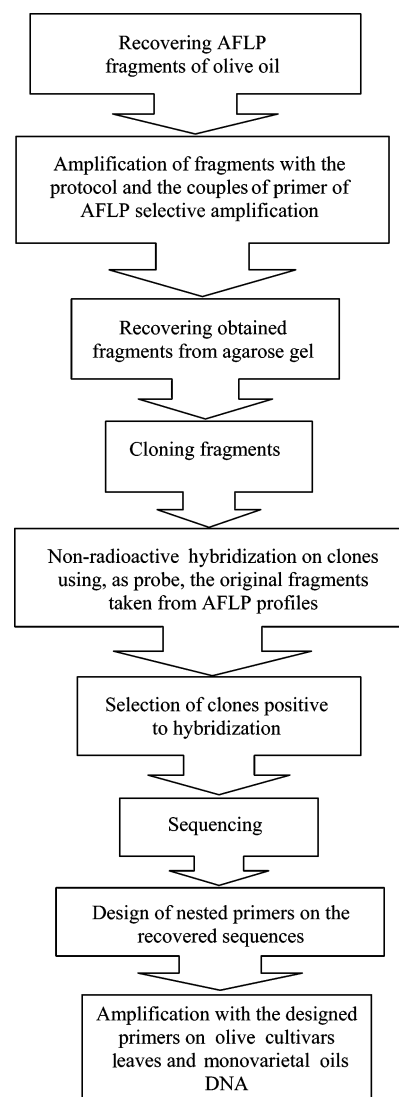 Recovering AFLP
fragments of olive oil
Amplification of fragments with the
protocol and the couples of primer of
AFLP selective amplification
Recovering obtained
fragments from agarose gel
Cloning fragments
Non-radioactive hybridization on clones
using, as probe, the original fragments
taken from AFLP profiles
Selection of clones positive
to hybridization
Sequencing
Design of nested primers on the
recovered sequences
Amplification with the designed
primers on olive cultivars
leaves and monovarietal oils
DNA